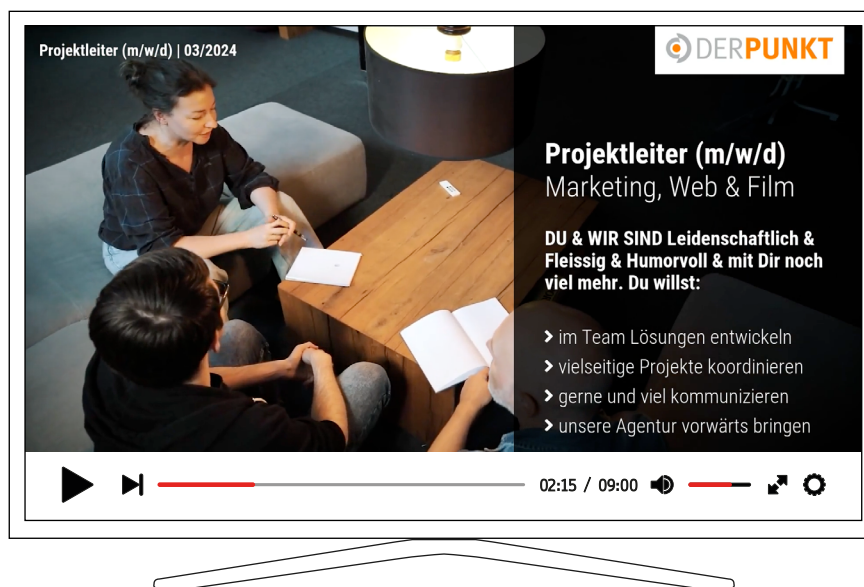 Projektleiter (m/w/d) | 03/2024
DERPUNKT
Projektleiter (m/w/d)
Marketing, Web & Film
DU & WIR SIND Leidenschaftlich &
Fleissig & Humorvoll & mit Dir noch
viel mehr. Du willst:
im Team Lösungen entwickeln
vielseitige Projekte koordinieren
gerne und viel kommunizieren
unsere Agentur vorwärts bringen
02:15 / 09:00